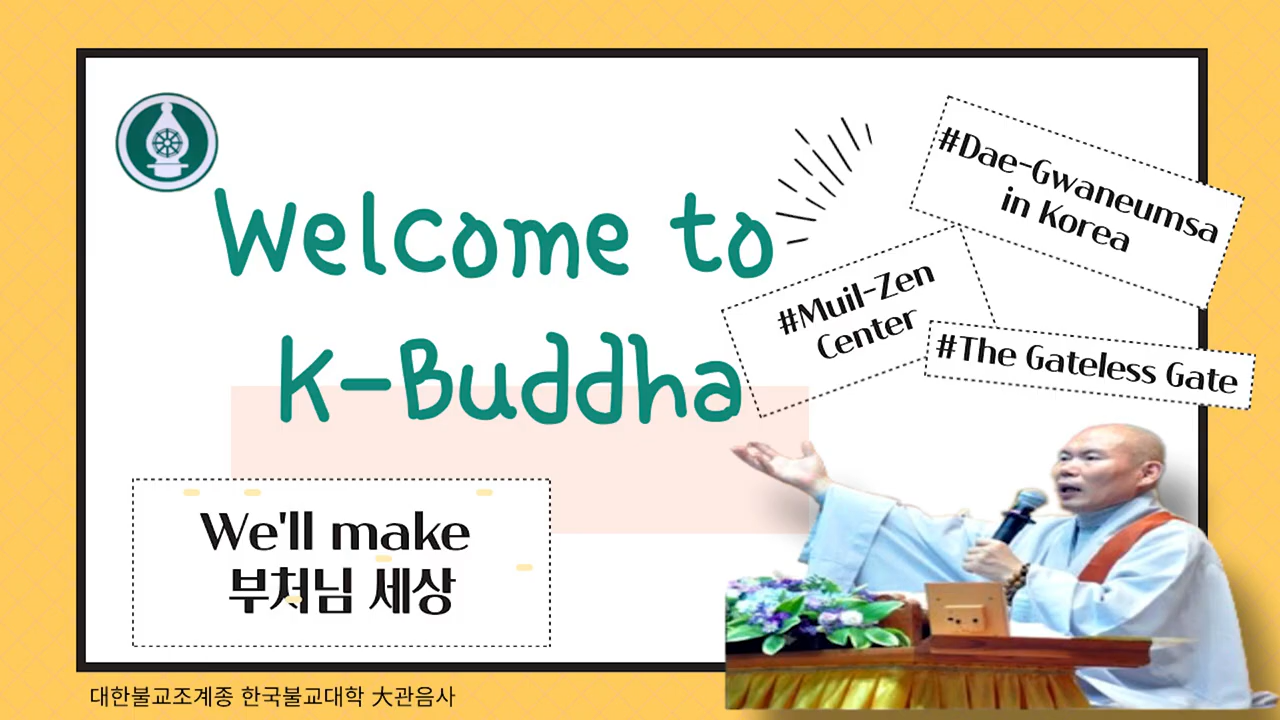 Welcome to
K-Buddha
#Dae-Gwaneumsa
in Korea
#Muil-Zen
Center
#The Gateless Gate
We'll make
부처님 세상
대한불교조계종 한국불교대학 大관음사